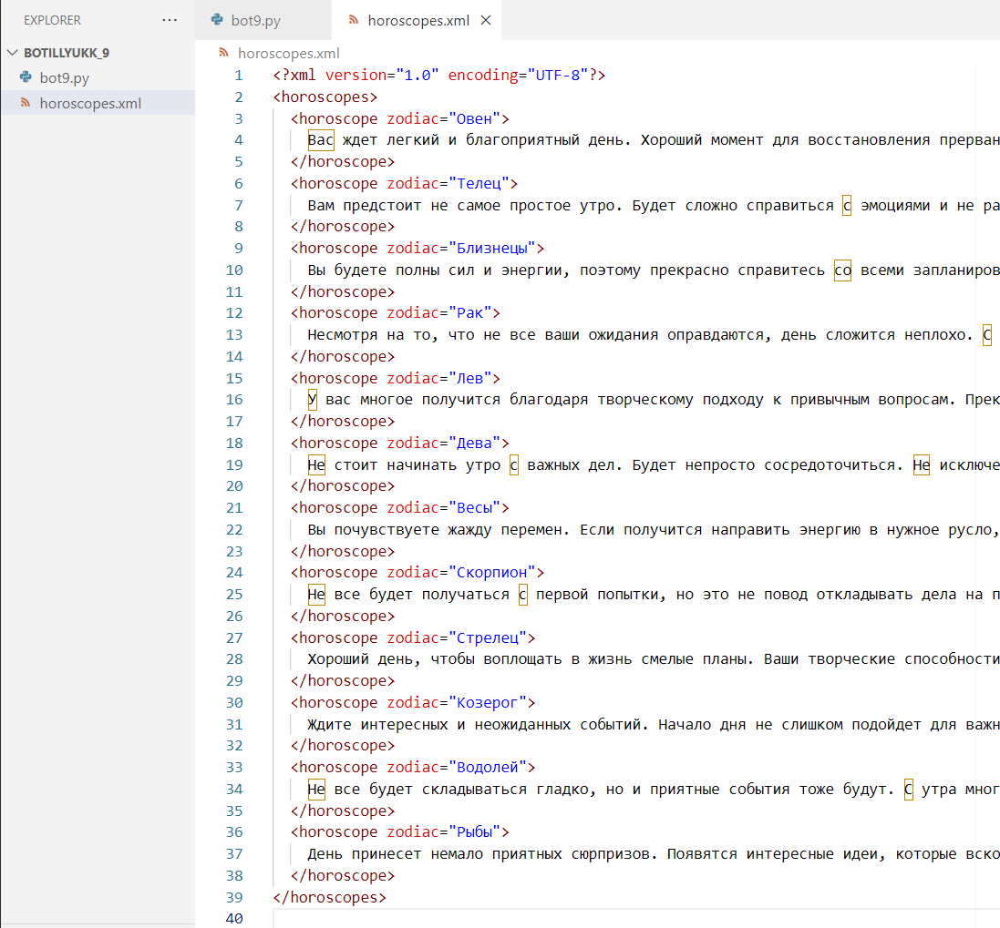 EXPLORER ...
bot9.py
horoscopes.xml
BOTILLYUKK_9
bot9.py
horoscopes.xml
horoscopes.xml
1 <?xml version="1.0" encoding="UTF-8"?>
2 <horoscopes>
3 <horoscope zodiac="Овен">
4 Вас ждет легкий и благоприятный день. Хороший момент для восстановления прерван
5 </horoscope>
6 <horoscope zodiac="Телец">
7 Вам предстоит не самое простое утро. Будет сложно справиться с эмоциями и не ра
8 </horoscope>
9 <horoscope zodiac="Близнецы">
10 Вы будете полны сил и энергии, поэтому прекрасно справитесь со всеми запланиров
11 </horoscope>
12 <horoscope zodiac="Рак">
13 Несмотря на то, что не все ваши ожидания оправдаются, день сложится неплохо. С
14 </horoscope>
15 <horoscope zodiac="Лев">
16 У вас многое получится благодаря творческому подходу к привычным вопросам. Прек
17 </horoscope>
18 <horoscope zodiac="Дева">
19 Не стоит начинать утро с важных дел. Будет непросто сосредоточиться. Не исключе
20 </horoscope>
21 <horoscope zodiac="Весы">
22 Вы почувствуете жажду перемен. Если получится направить энергию в нужное русло,
23 </horoscope>
24 <horoscope zodiac="Скорпион">
25 Не все будет получаться с первой попытки, но это не повод откладывать дела на п
26 </horoscope>
27 <horoscope zodiac="Стрелец">
28 Хороший день, чтобы воплощать в жизнь смелые планы. Ваши творческие способности
29 </horoscope>
30 <horoscope zodiac="Козерог">
31 Ждите интересных и неожиданных событий. Начало дня не слишком подойдет для важн
32 </horoscope>
33 <horoscope zodiac="Водолей">
34 Не все будет складываться гладко, но и приятные события тоже будут. С утра мног
35 </horoscope>
36 <horoscope zodiac="Рыбы">
37 День принесет немало приятных сюрпризов. Появятся интересные идеи, которые вско
38 </horoscope>
39 </horoscopes>
40